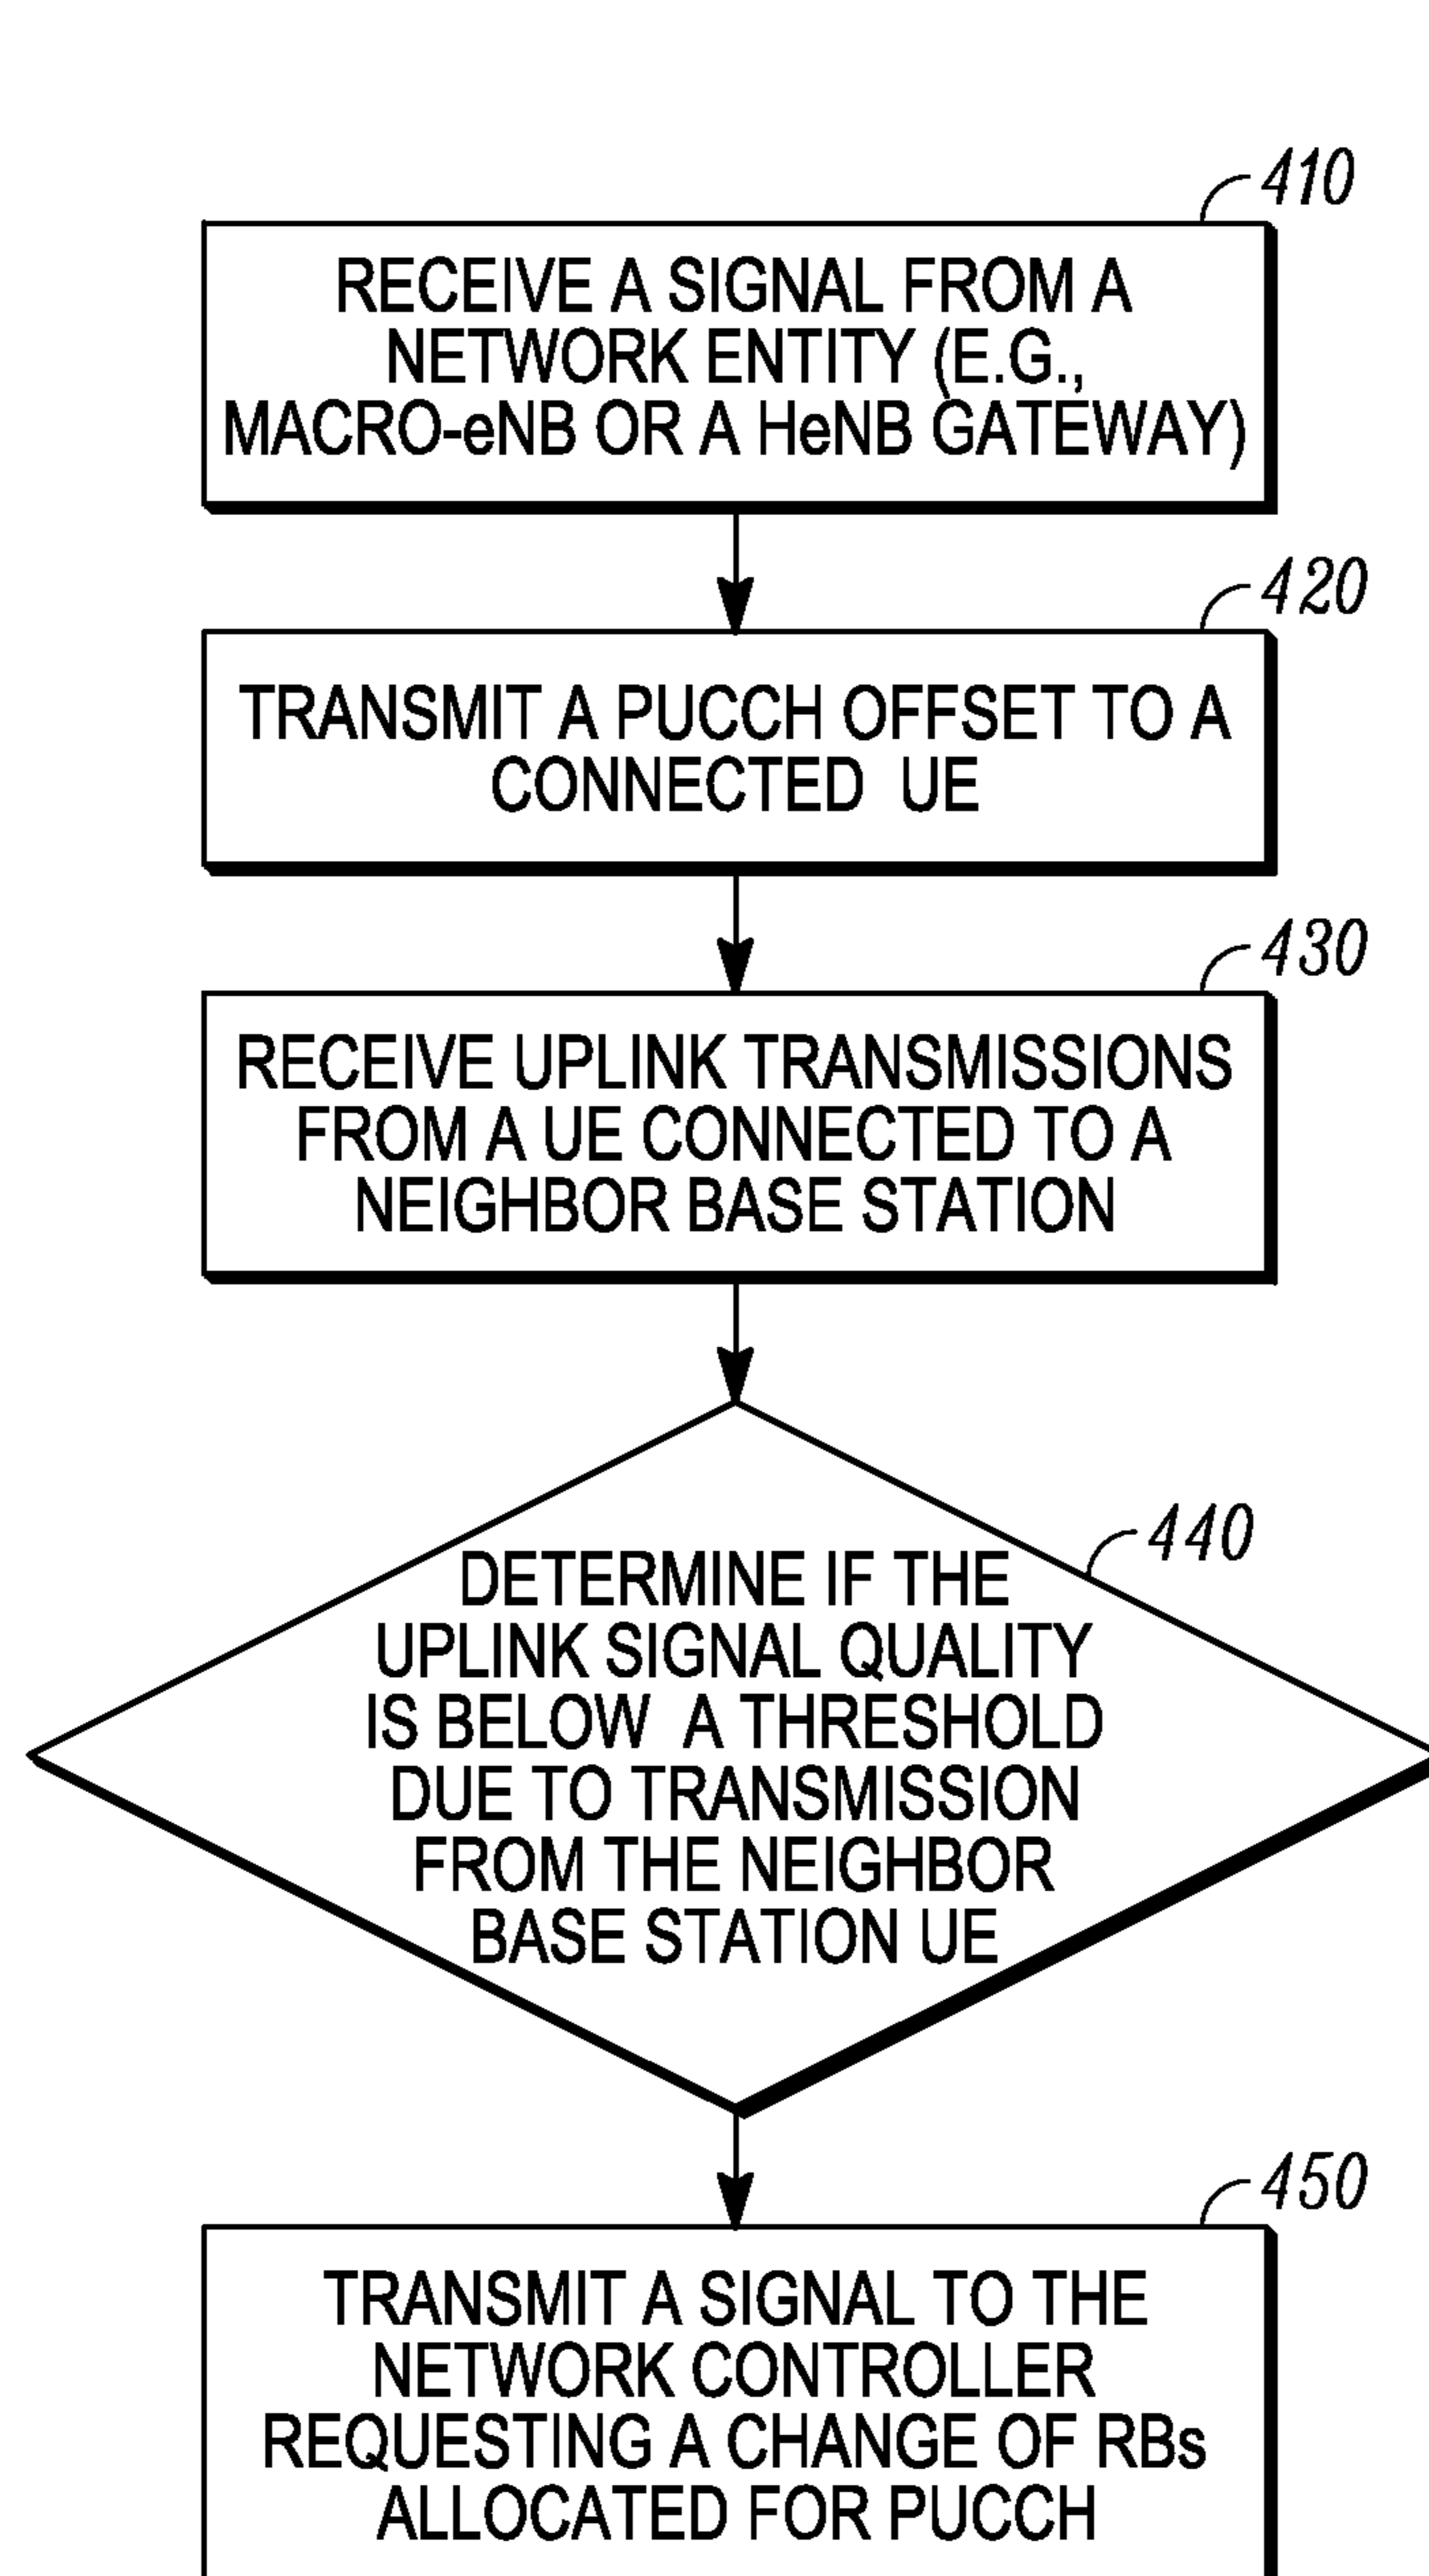 410
RECEIVE A SIGNAL FROM A
NETWORK ENTITY (E.G.,
MACRO-eNB OR A HeNB GATEWAY)
420
TRANSMIT A PUCCH OFFSET TO A
CONNECTED UE
430
RECEIVE UPLINK TRANSMISSIONS
FROM A UE CONNECTED TO A
NEIGHBOR BASE STATION
440
DETERMINE IF THE
UPLINK SIGNAL QUALITY
IS BELOW A THRESHOLD
DUE TO TRANSMISSION
FROM THE NEIGHBOR
BASE STATION UE
450
TRANSMIT A SIGNAL TO THE
NETWORK CONTROLLER
REQUESTING A CHANGE OF RBs
ALLOCATED FOR PUCCH